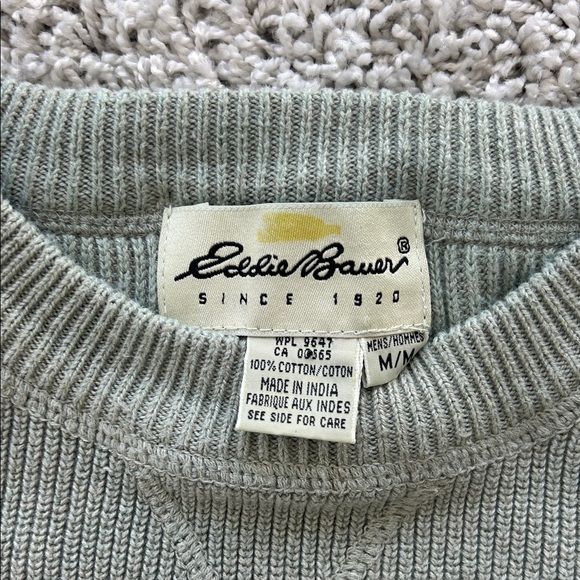 Eddie Bauer®
SINCE 1920
WPL 9647
CA 00365
100% COTTON/COTON
MADE IN INDIA
FABRIQUE AUX INDES
SEE SIDE FOR CARE
MENS/HOMMES
M/M